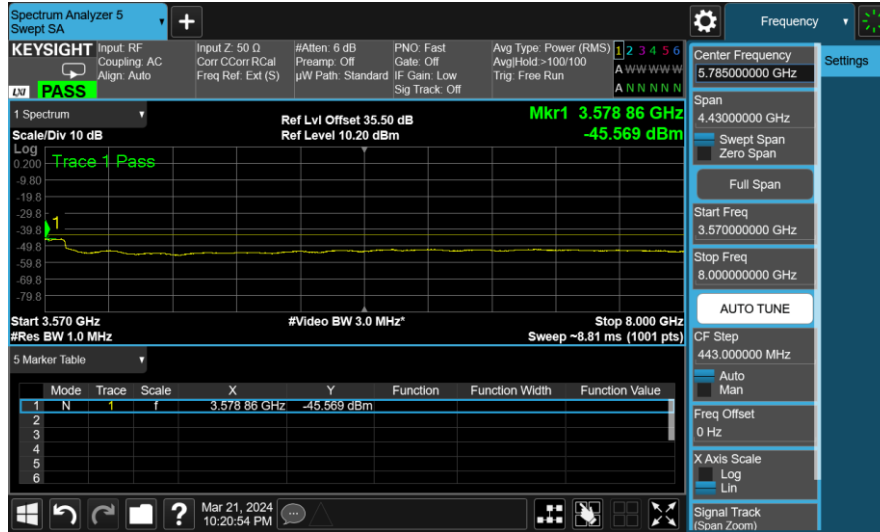 Spectrum Analyzer 5
Swept SA
Frequency
KEYSIGHT
LXI
PASS
Input: RF
Coupling: AC
Align: Auto
Input Z: 50 Ω
Corr CCorr RCal
Freq Ref: Ext (S)
#Atten: 6 dB
Preamp: Off
µW Path: Standard
PNO: Fast
Gate: Off
IF Gain: Low
Sig Track: Off
Avg Type: Power (RMS)
Avg|Hold:>100/100
Trig: Free Run
1 2 3 4 5 6
A W W W W W
A N N N N N
1 Spectrum
Scale/Div 10 dB
Ref Lvl Offset 35.50 dB
Ref Level 10.20 dBm
Mkr1 3.578 86 GHz
-45.569 dBm
Log
Trace 1 Pass
0.200
-9.80
-19.8
-29.8
-39.8
-49.8
-59.8
-69.8
-79.8
1
Start 3.570 GHz
#Video BW 3.0 MHz*
Stop 8.000 GHz
#Res BW 1.0 MHz
Sweep ~8.81 ms (1001 pts)
5 Marker Table
Mode Trace Scale X Y Function Function Width Function Value
1 N 1 f 3.578 86 GHz -45.569 dBm
2
3
4
5
6
Mar 21, 2024
10:20:54 PM
Center Frequency
5.785000000 GHz
Span
4.43000000 GHz
Swept Span
Zero Span
Full Span
Start Freq
3.570000000 GHz
Stop Freq
8.000000000 GHz
AUTO TUNE
CF Step
443.000000 MHz
Auto
Man
Freq Offset
0 Hz
X Axis Scale
Log
Lin
Signal Track
(Span Zoom)
Settings